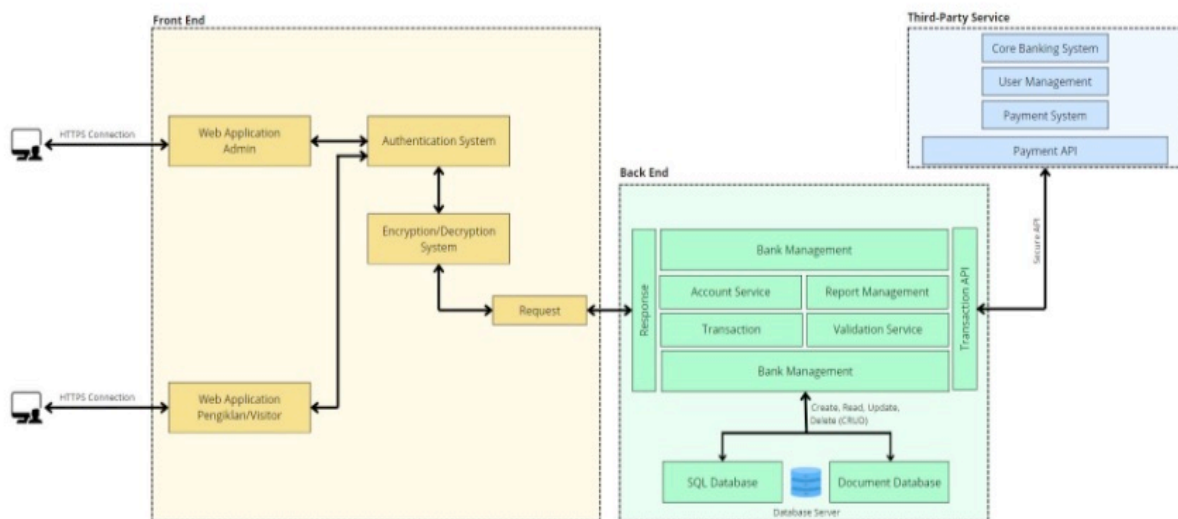 Front End
Third-Party Service
Core Banking System
User Management
Payment System
Payment API
HTTPS Connection
Web Application
Admin
Authentication System
Encryption/Decryption
System
Request
HTTPS Connection
Web Application
Pengiklan/Visitor
Back End
Secure API
Response
Bank Management
Account Service
Report Management
Transaction
Validation Service
Bank Management
Transaction API
Create, Read, Update,
Delete (CRUD)
SQL Database
Document Database
Database Server